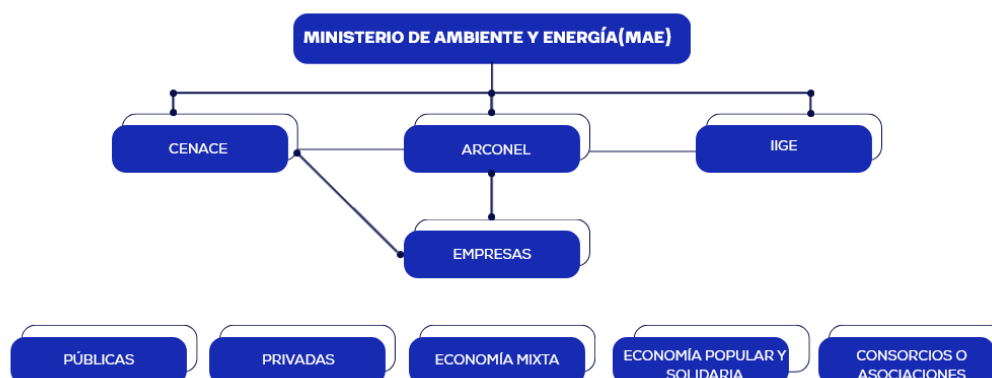 MINISTERIO DE AMBIENTE Y ENERGÍA(MAE)
CENACE
ARCONEL
IIGE
EMPRESAS
PÚBLICAS
PRIVADAS
ECONOMÍA MIXTA
ECONOMÍA POPULAR Y
SOLIDARIA
CONSORCIOS O
ASOCIACIONES